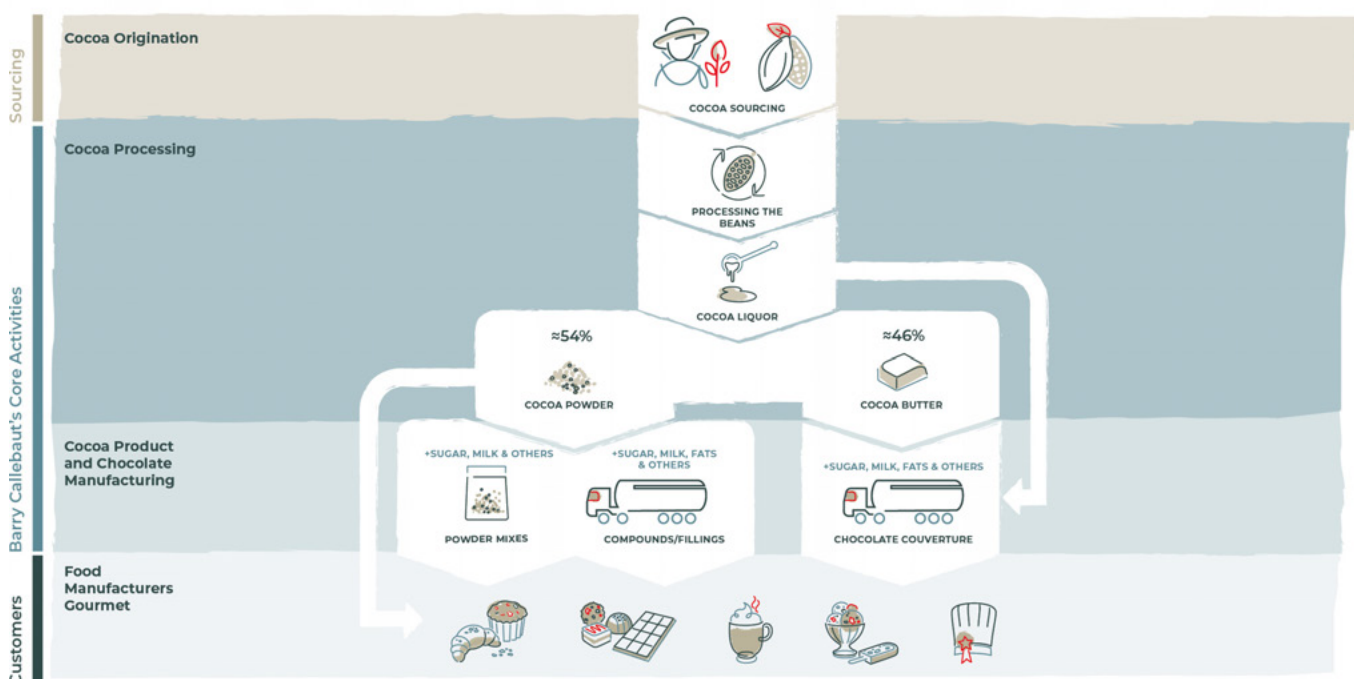 Sourcing
Cocoa Origination
COCOA SOURCING
Barry Callebaut's Core Activities
Cocoa Processing
PROCESSING THE
BEANS
COCOA LIQUOR
≈54%
COCOA POWDER
≈46%
COCOA BUTTER
Cocoa Product
and Chocolate
Manufacturing
+SUGAR, MILK & OTHERS
POWDER MIXES
+SUGAR, MILK, FATS
& OTHERS
COMPOUNDS/FILLINGS
+SUGAR, MILK, FATS & OTHERS
CHOCOLATE COUVERTURE
Customers
Food
Manufacturers
Gourmet